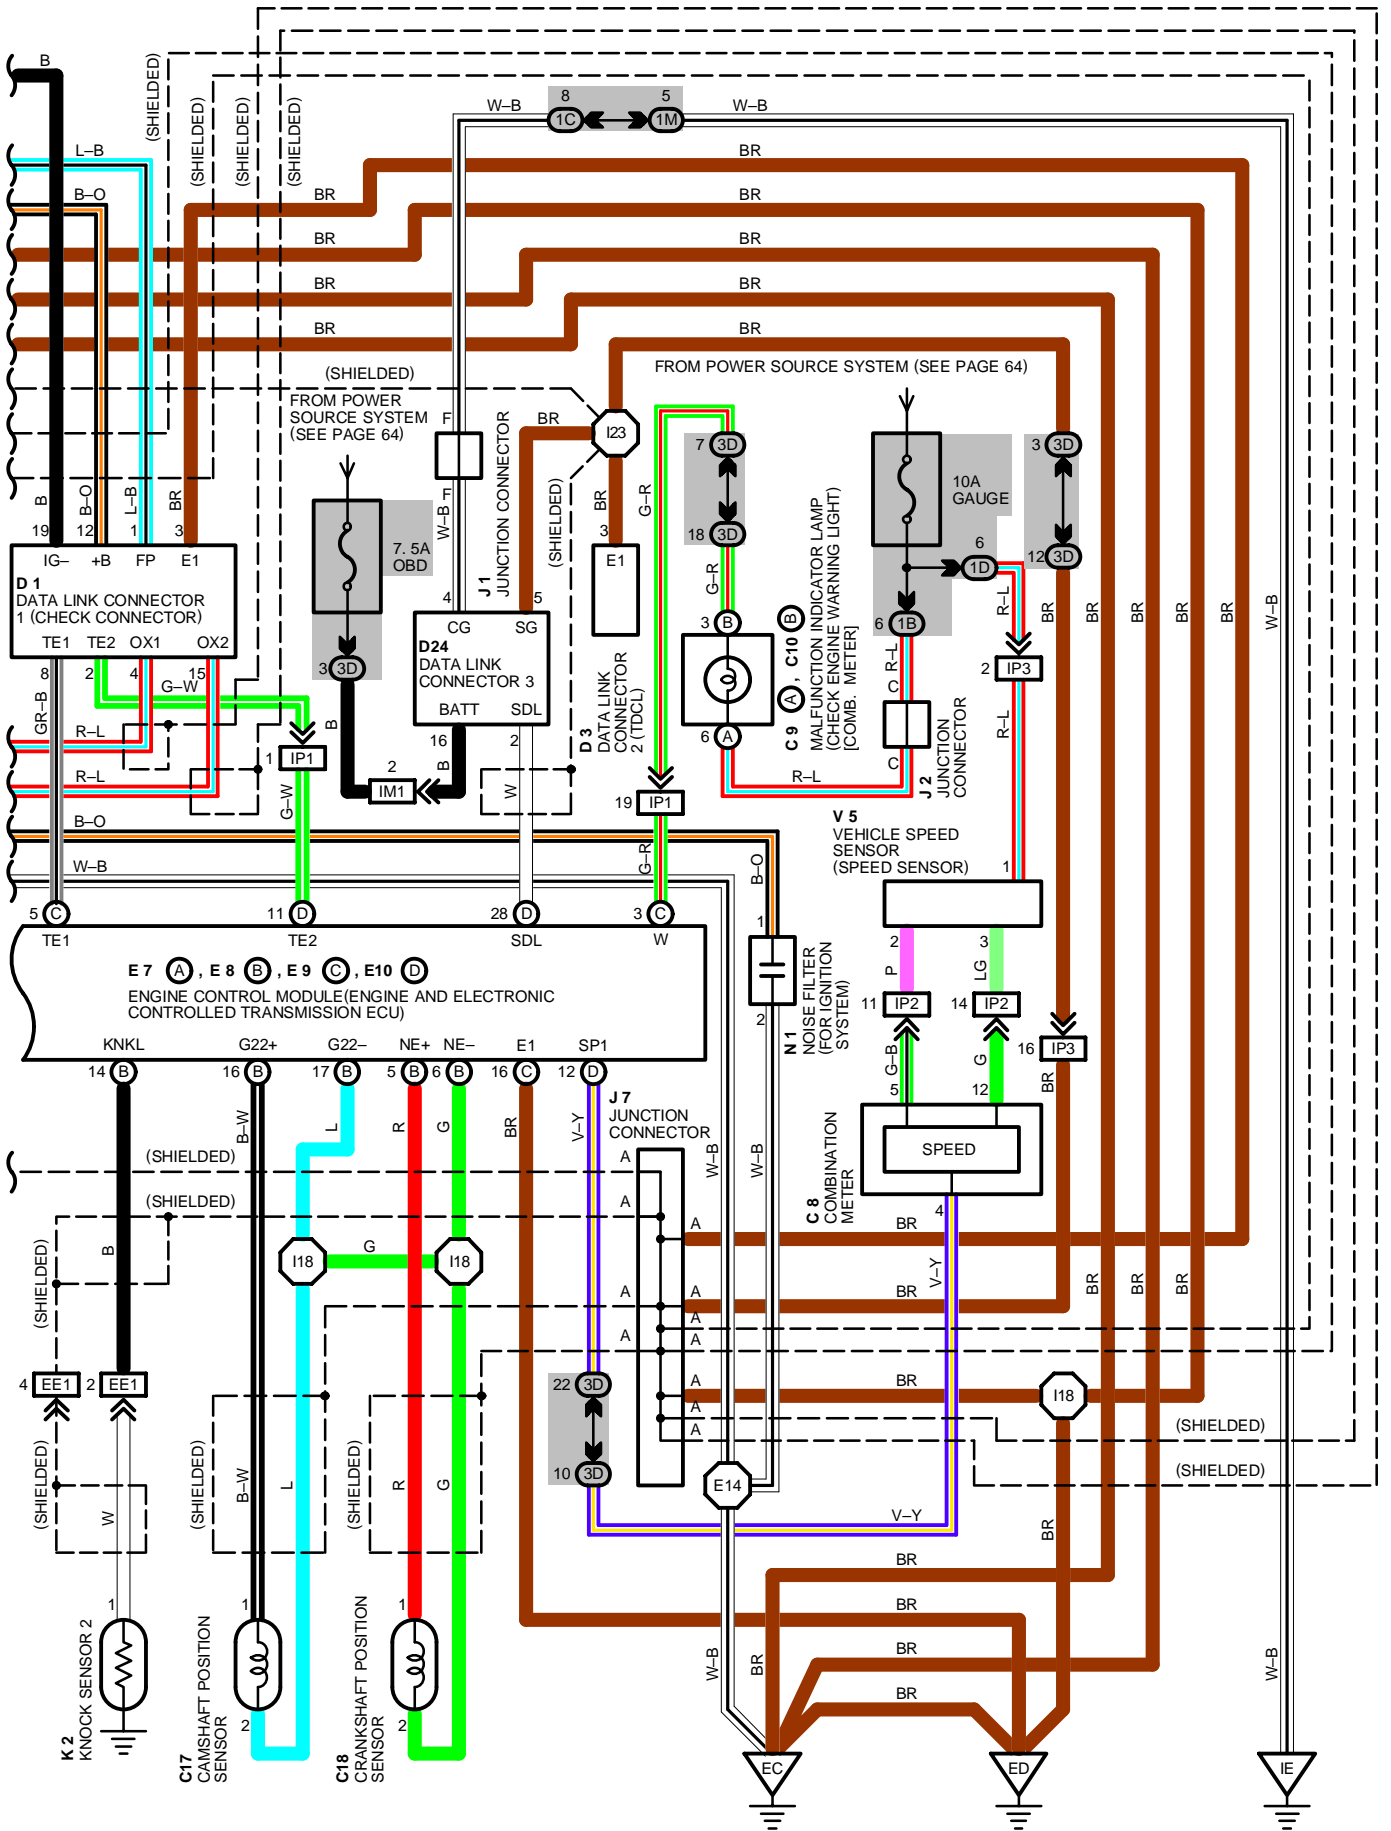 B
(SHIELDED)
(SHIELDED)
(SHIELDED)
(SHIELDED)
8
5
W–B
1C
1M
W–B
L–B
BR
B–O
BR
BR
BR
BR
BR
BR
BR
BR
(SHIELDED)
FROM POWER SOURCE SYSTEM (SEE PAGE 64)
FROM POWER
SOURCE SYSTEM
(SEE PAGE 64)
F
F
W–B
J 1
JUNCTION CONNECTOR
BR
I23
(SHIELDED)
BR
3
E1
D 3
DATA LINK
CONNECTOR
2 (TDCL)
G–R
7
3D
18
3D
G–R
3
B
6
A
C 9 A , C10 B
MALFUNCTION INDICATOR LAMP
(CHECK ENGINE WARNING LIGHT)
[COMB. METER]
10A
GAUGE
6
1D
6
1B
R–L
C
C
J 2
JUNCTION
CONNECTOR
R–L
R–L
2
IP3
R–L
3
3D
12
3D
BR
BR
BR
BR
BR
W–B
B
B–O
L–B
BR
19
12
1
3
IG–
+B
FP
E1
D 1
DATA LINK CONNECTOR
1 (CHECK CONNECTOR)
TE1
TE2
OX1
OX2
8
2
4
15
GR–B
G–W
R–L
R–L
1
IP1
G–W
7. 5A
OBD
3
3D
B
2
IM1
B
4
5
CG
SG
D24
DATA LINK
CONNECTOR 3
BATT
SDL
16
2
W
19
IP1
G–R
B–O
W–B
B–O
V 5
VEHICLE SPEED
SENSOR
(SPEED SENSOR)
1
2
3
P
LG
11
IP2
14
IP2
G–B
G
5
12
SPEED
C 8
COMBINATION
METER
4
V–Y
16
IP3
BR
5
C
11
D
28
D
3
C
TE1
TE2
SDL
W
E 7 A , E 8 B , E 9 C , E10 D
ENGINE CONTROL MODULE(ENGINE AND ELECTRONIC
CONTROLLED TRANSMISSION ECU)
KNKL
G22+
G22–
NE+
NE–
E1
SP1
14
B
16
B
17
B
5
B
6
B
16
C
12
D
1
2
N 1
NOISE FILTER
(FOR IGNITION
SYSTEM)
B–W
L
R
G
BR
V–Y
J 7
JUNCTION
CONNECTOR
W–B
W–B
(SHIELDED)
A
(SHIELDED)
A
A
BR
B
(SHIELDED)
I18
G
I18
A
BR
A
A
A
BR
BR
BR
4
EE1
2
EE1
22
3D
A
BR
I18
A
(SHIELDED)
A
(SHIELDED)
10
3D
E14
(SHIELDED)
W
(SHIELDED)
B–W
L
(SHIELDED)
R
G
V–Y
BR
BR
BR
BR
BR
1
1
1
K 2
KNOCK SENSOR 2
2
C17
CAMSHAFT POSITION
SENSOR
2
C18
CRANKSHAFT POSITION
SENSOR
W–B
BR
W–B
EC
ED
IE